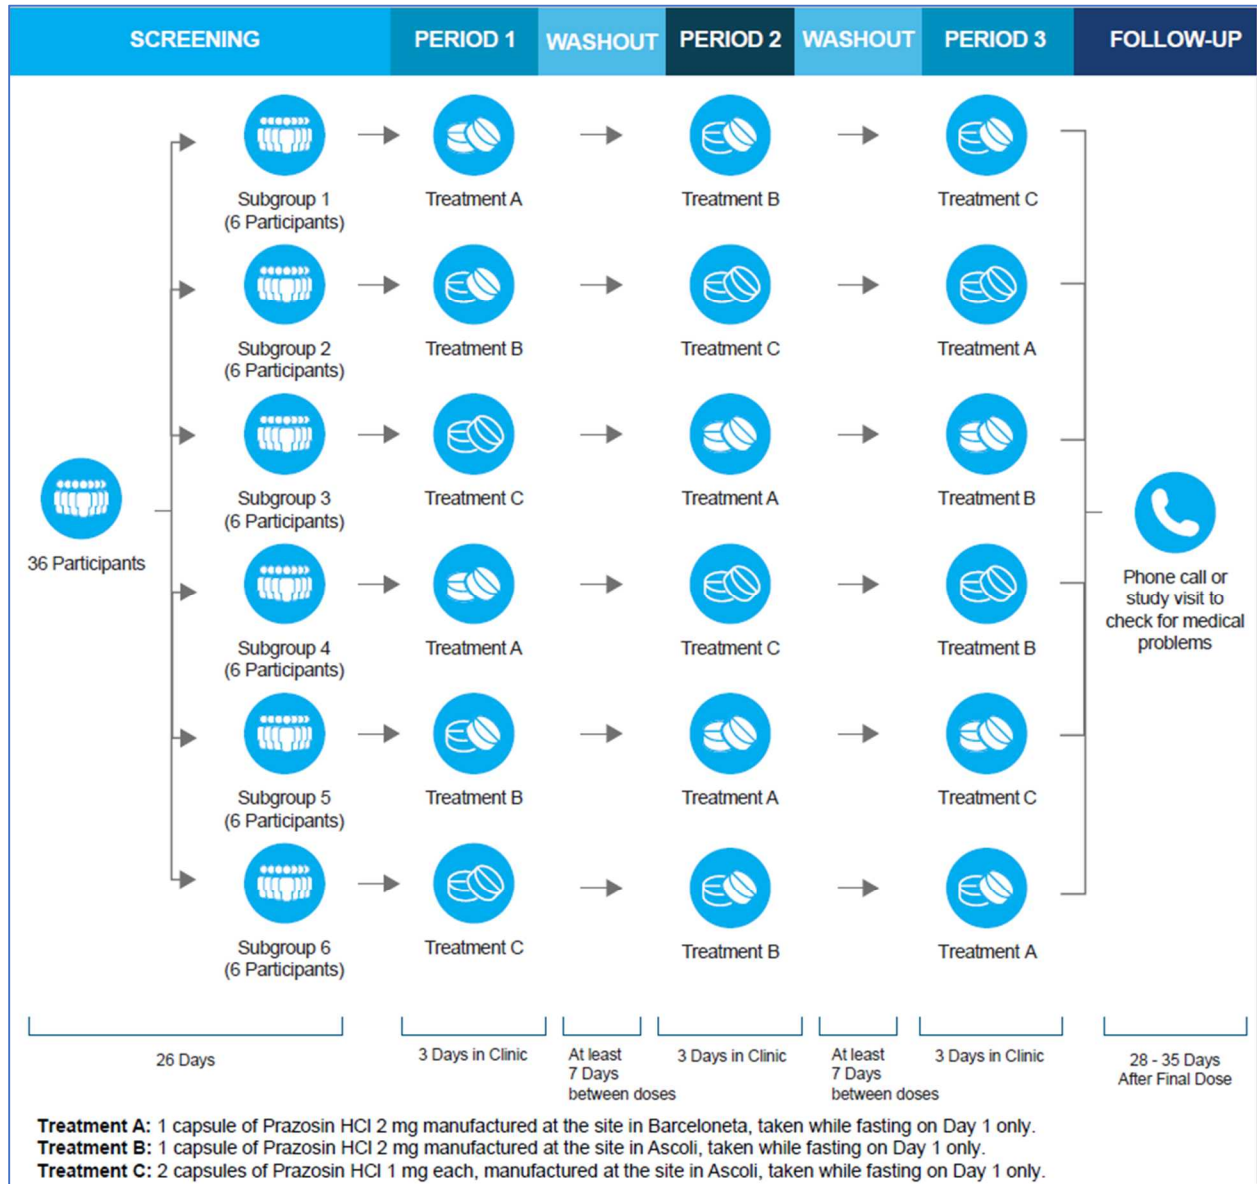 SCREENING
PERIOD 1
WASHOUT
PERIOD 2
WASHOUT
PERIOD 3
FOLLOW-UP
36 Participants
Subgroup 1
(6 Participants)
Treatment A
Treatment B
Treatment C
Subgroup 2
(6 Participants)
Treatment B
Treatment C
Treatment A
Subgroup 3
(6 Participants)
Treatment C
Treatment A
Treatment B
Subgroup 4
(6 Participants)
Treatment A
Treatment C
Treatment B
Subgroup 5
(6 Participants)
Treatment B
Treatment A
Treatment C
Subgroup 6
(6 Participants)
Treatment C
Treatment B
Treatment A
Phone call or
study visit to
check for medical
problems
26 Days
3 Days in Clinic
At least
7 Days
between doses
3 Days in Clinic
At least
7 Days
between doses
3 Days in Clinic
28 - 35 Days
After Final Dose
Treatment A: 1 capsule of Prazosin HCl 2 mg manufactured at the site in Barceloneta, taken while fasting on Day 1 only.
Treatment B: 1 capsule of Prazosin HCl 2 mg manufactured at the site in Ascoli, taken while fasting on Day 1 only.
Treatment C: 2 capsules of Prazosin HCl 1 mg each, manufactured at the site in Ascoli, taken while fasting on Day 1 only.